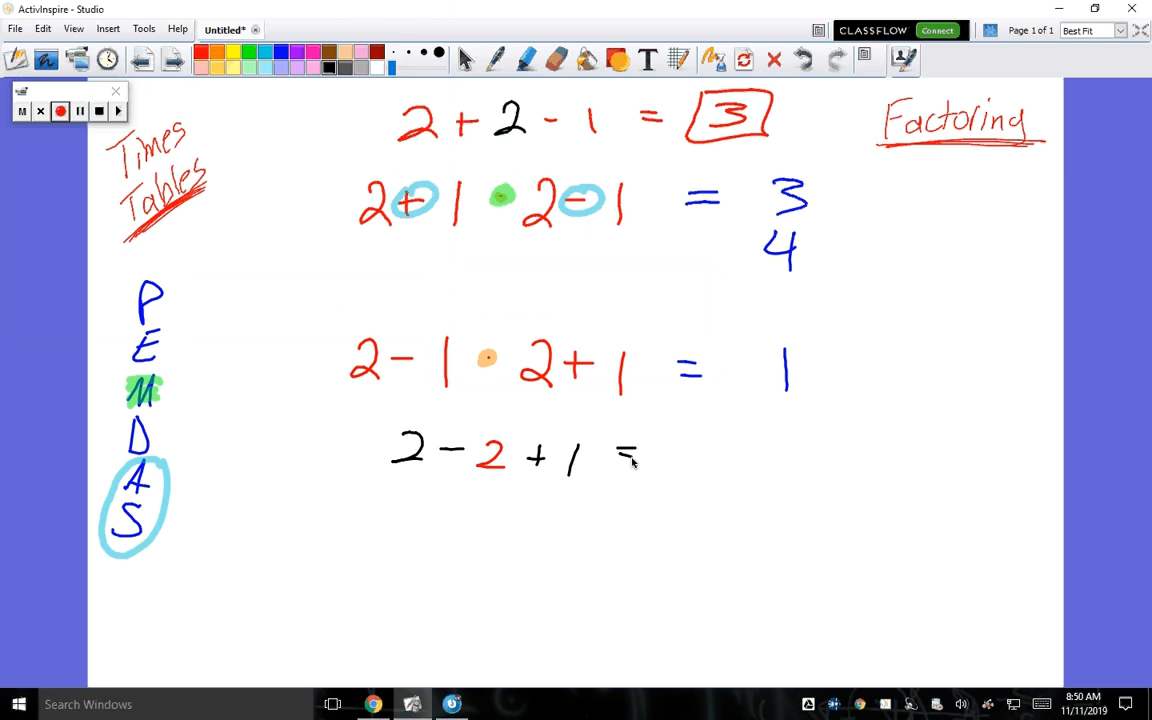 ActivInspire - Studio
File Edit View Insert Tools Help Untitled* CLASSFLOW Connect Page 1 of 1 Best Fit
M
2 + 2 - 1 = 3
Factoring
Times
Tables
2 + 1 • 2 - 1 = 3
4
P
E
M
D
A
S
2 - 1 • 2 + 1 = 1
2 - 2 + 1 =
Search Windows
8:50 AM
11/11/2019